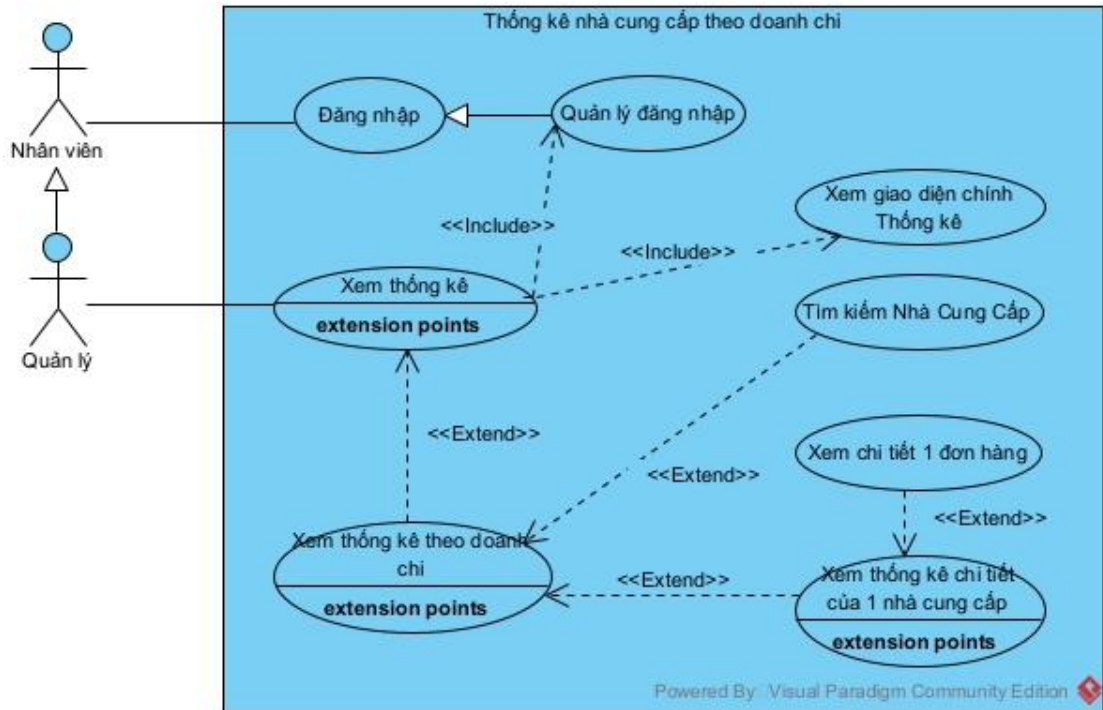 Thống kê nhà cung cấp theo doanh chi
Nhân viên
Đăng nhập
Quản lý đăng nhập
Xem giao diện chính
Thống kê
<<Include>>
<<Include>>
Xem thống kê
extension points
Quản lý
Tìm kiếm Nhà Cung Cấp
<<Extend>>
Xem chi tiết 1 đơn hàng
<<Extend>>
<<Extend>>
Xem thống kê theo doanh
chi
extension points
<<Extend>>
Xem thống kê chi tiết
của 1 nhà cung cấp
extension points
Powered By: Visual Paradigm Community Edition